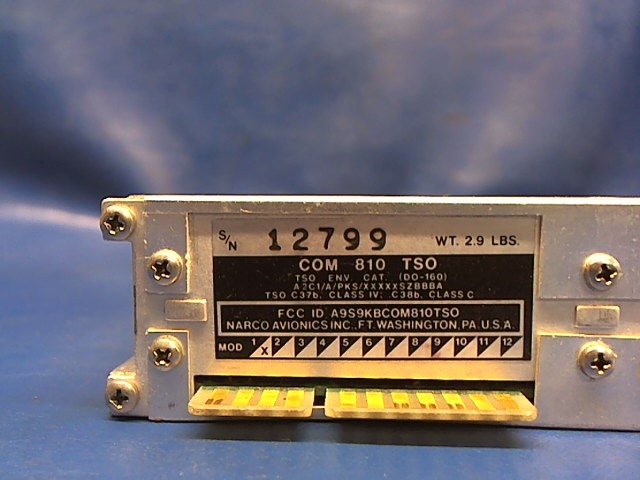 S/N 12799 WT. 2.9 LBS.
COM 810 TSO
TSO ENV. CAT. (DO-160)
A2C1/A/PKS/XXXXXSZBBBA
TSO C37b, CLASS IV: C38b, CLASS C
FCC ID A9S9KBCOM810TSO
NARCO AVIONICS INC., FT. WASHINGTON, PA. U.S.A.
MOD 1 X 2 3 4 5 6 7 8 9 10 11 12